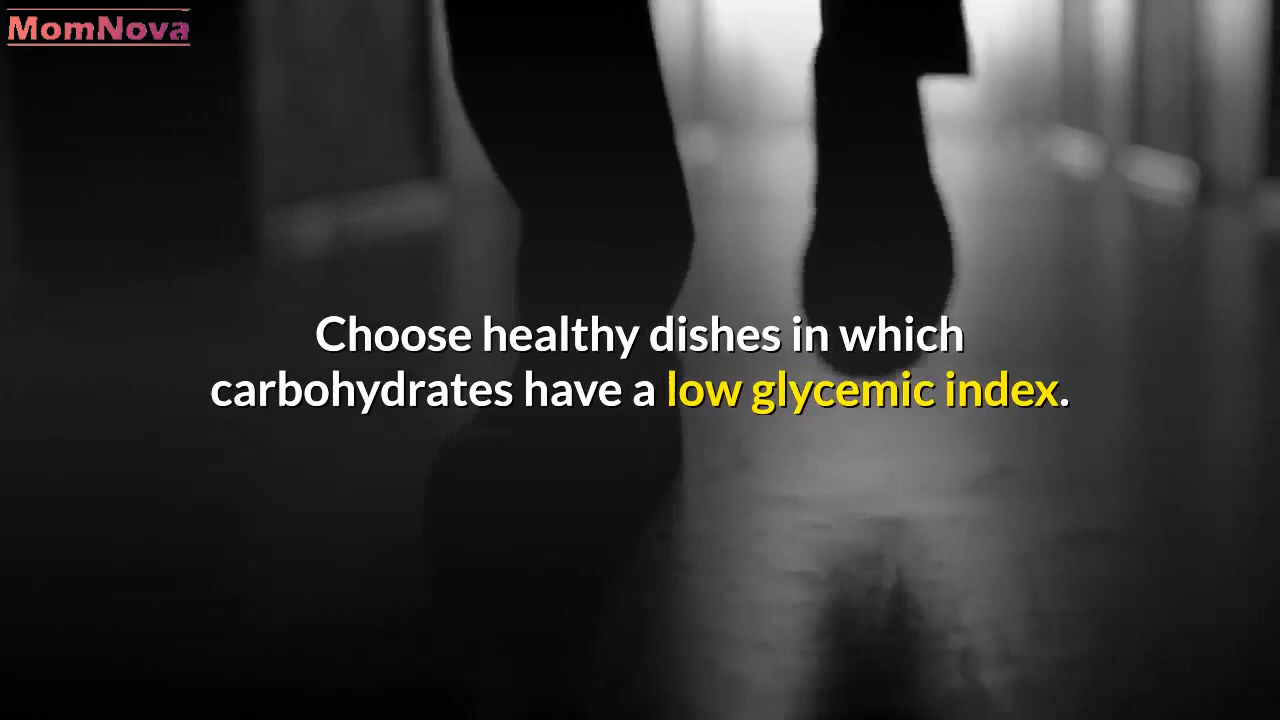 MomNova
Choose healthy dishes in which
carbohydrates have a low glycemic index.